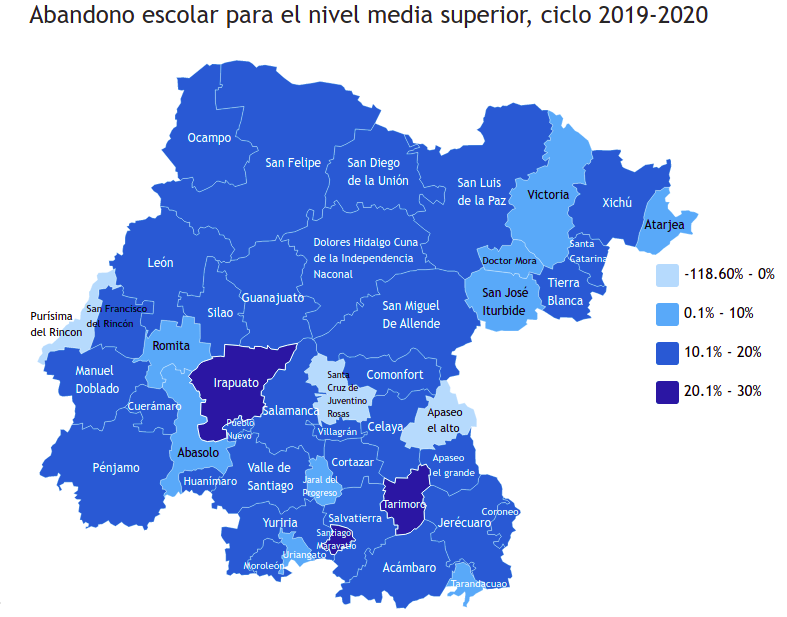 Abandono escolar para el nivel media superior, ciclo 2019-2020
Ocampo
San Felipe
San Diego
de la Unión
San Luis
de la Paz
Victoria
Xichú
Atarjea
Dolores Hidalgo Cuna
de la Independencia
Naconal
Santa
Catarina
Doctor Mora
León
Tierra
Blanca
San José
Iturbide
Guanajuato
San Miguel
De Allende
Silao
San Francisco
del Rincón
Purísima
del Rincon
Romita
Manuel
Doblado
Irapuato
Santa
Cruz de
Juventino
Rosas
Comonfort
Cuerámaro
Salamanca
Apaseo
el alto
Pueblo
Nuevo
Villagrán
Celaya
Abasolo
Pénjamo
Huanímaro
Valle de
Santiago
Cortazar
Apaseo
el grande
Jaral del
Progreso
Tarimoro
Coroneo
Yuriria
Salvatierra
Jerécuaro
Santiago
Maravatío
Uriangato
Moroleón
Acámbaro
Tarandacuao
-118.60% - 0%
0.1% - 10%
10.1% - 20%
20.1% - 30%